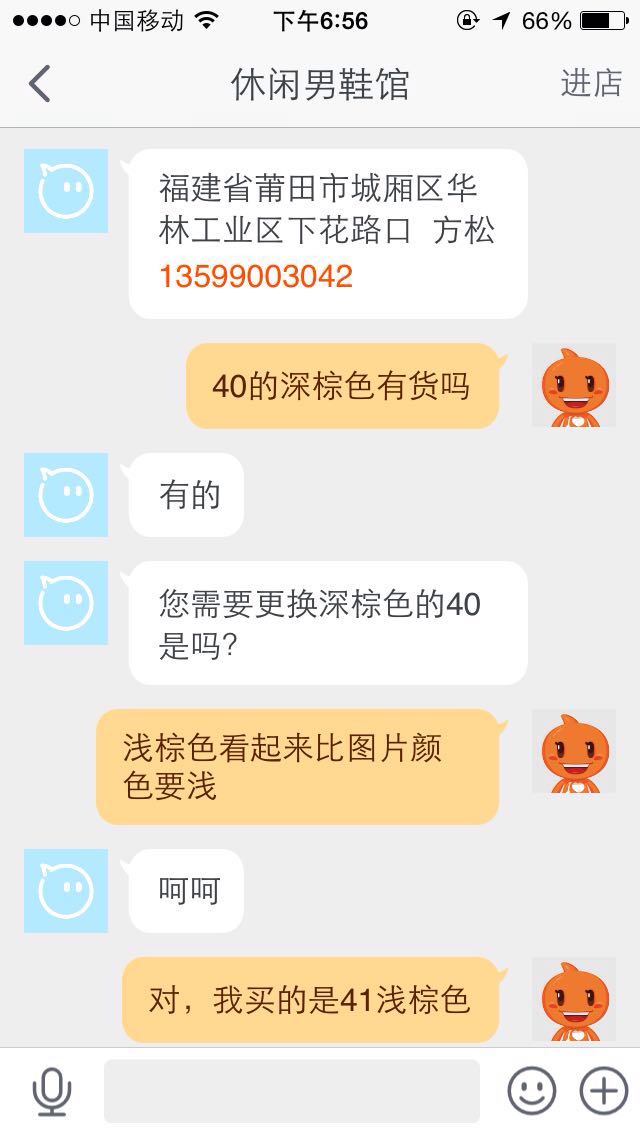 中国移动 下午6:56 66%
休闲男鞋馆 进店
福建省莆田市城厢区华
林工业区下花路口 方松
13599003042
40的深棕色有货吗
有的
您需要更换深棕色的40
是吗?
浅棕色看起来比图片颜
色要浅
呵呵
对，我买的是41浅棕色